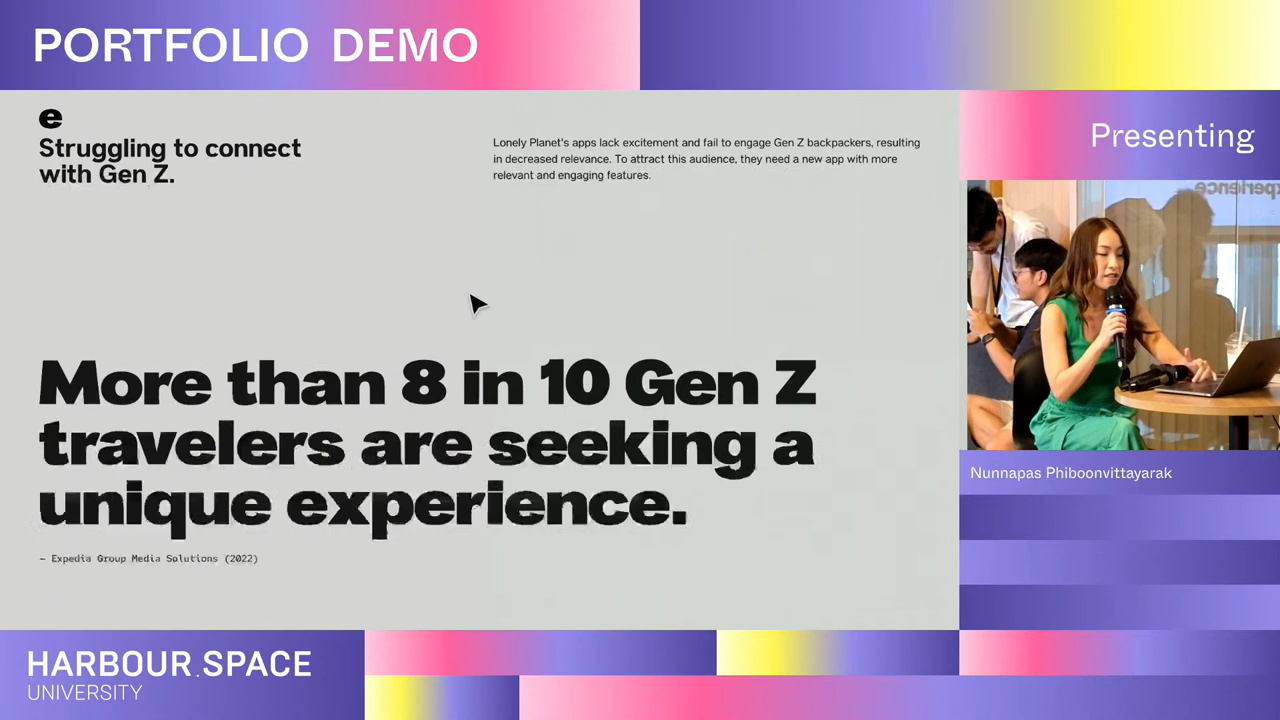 PORTFOLIO DEMO
Presenting
e
Struggling to connect
with Gen Z.
Lonely Planet's apps lack excitement and fail to engage Gen Z backpackers, resulting
in decreased relevance. To attract this audience, they need a new app with more
relevant and engaging features.
More than 8 in 10 Gen Z
travelers are seeking a
unique experience.
— Expedia Group Media Solutions (2022)
Nunnapas Phiboonvittayarak
HARBOUR.SPACE
UNIVERSITY